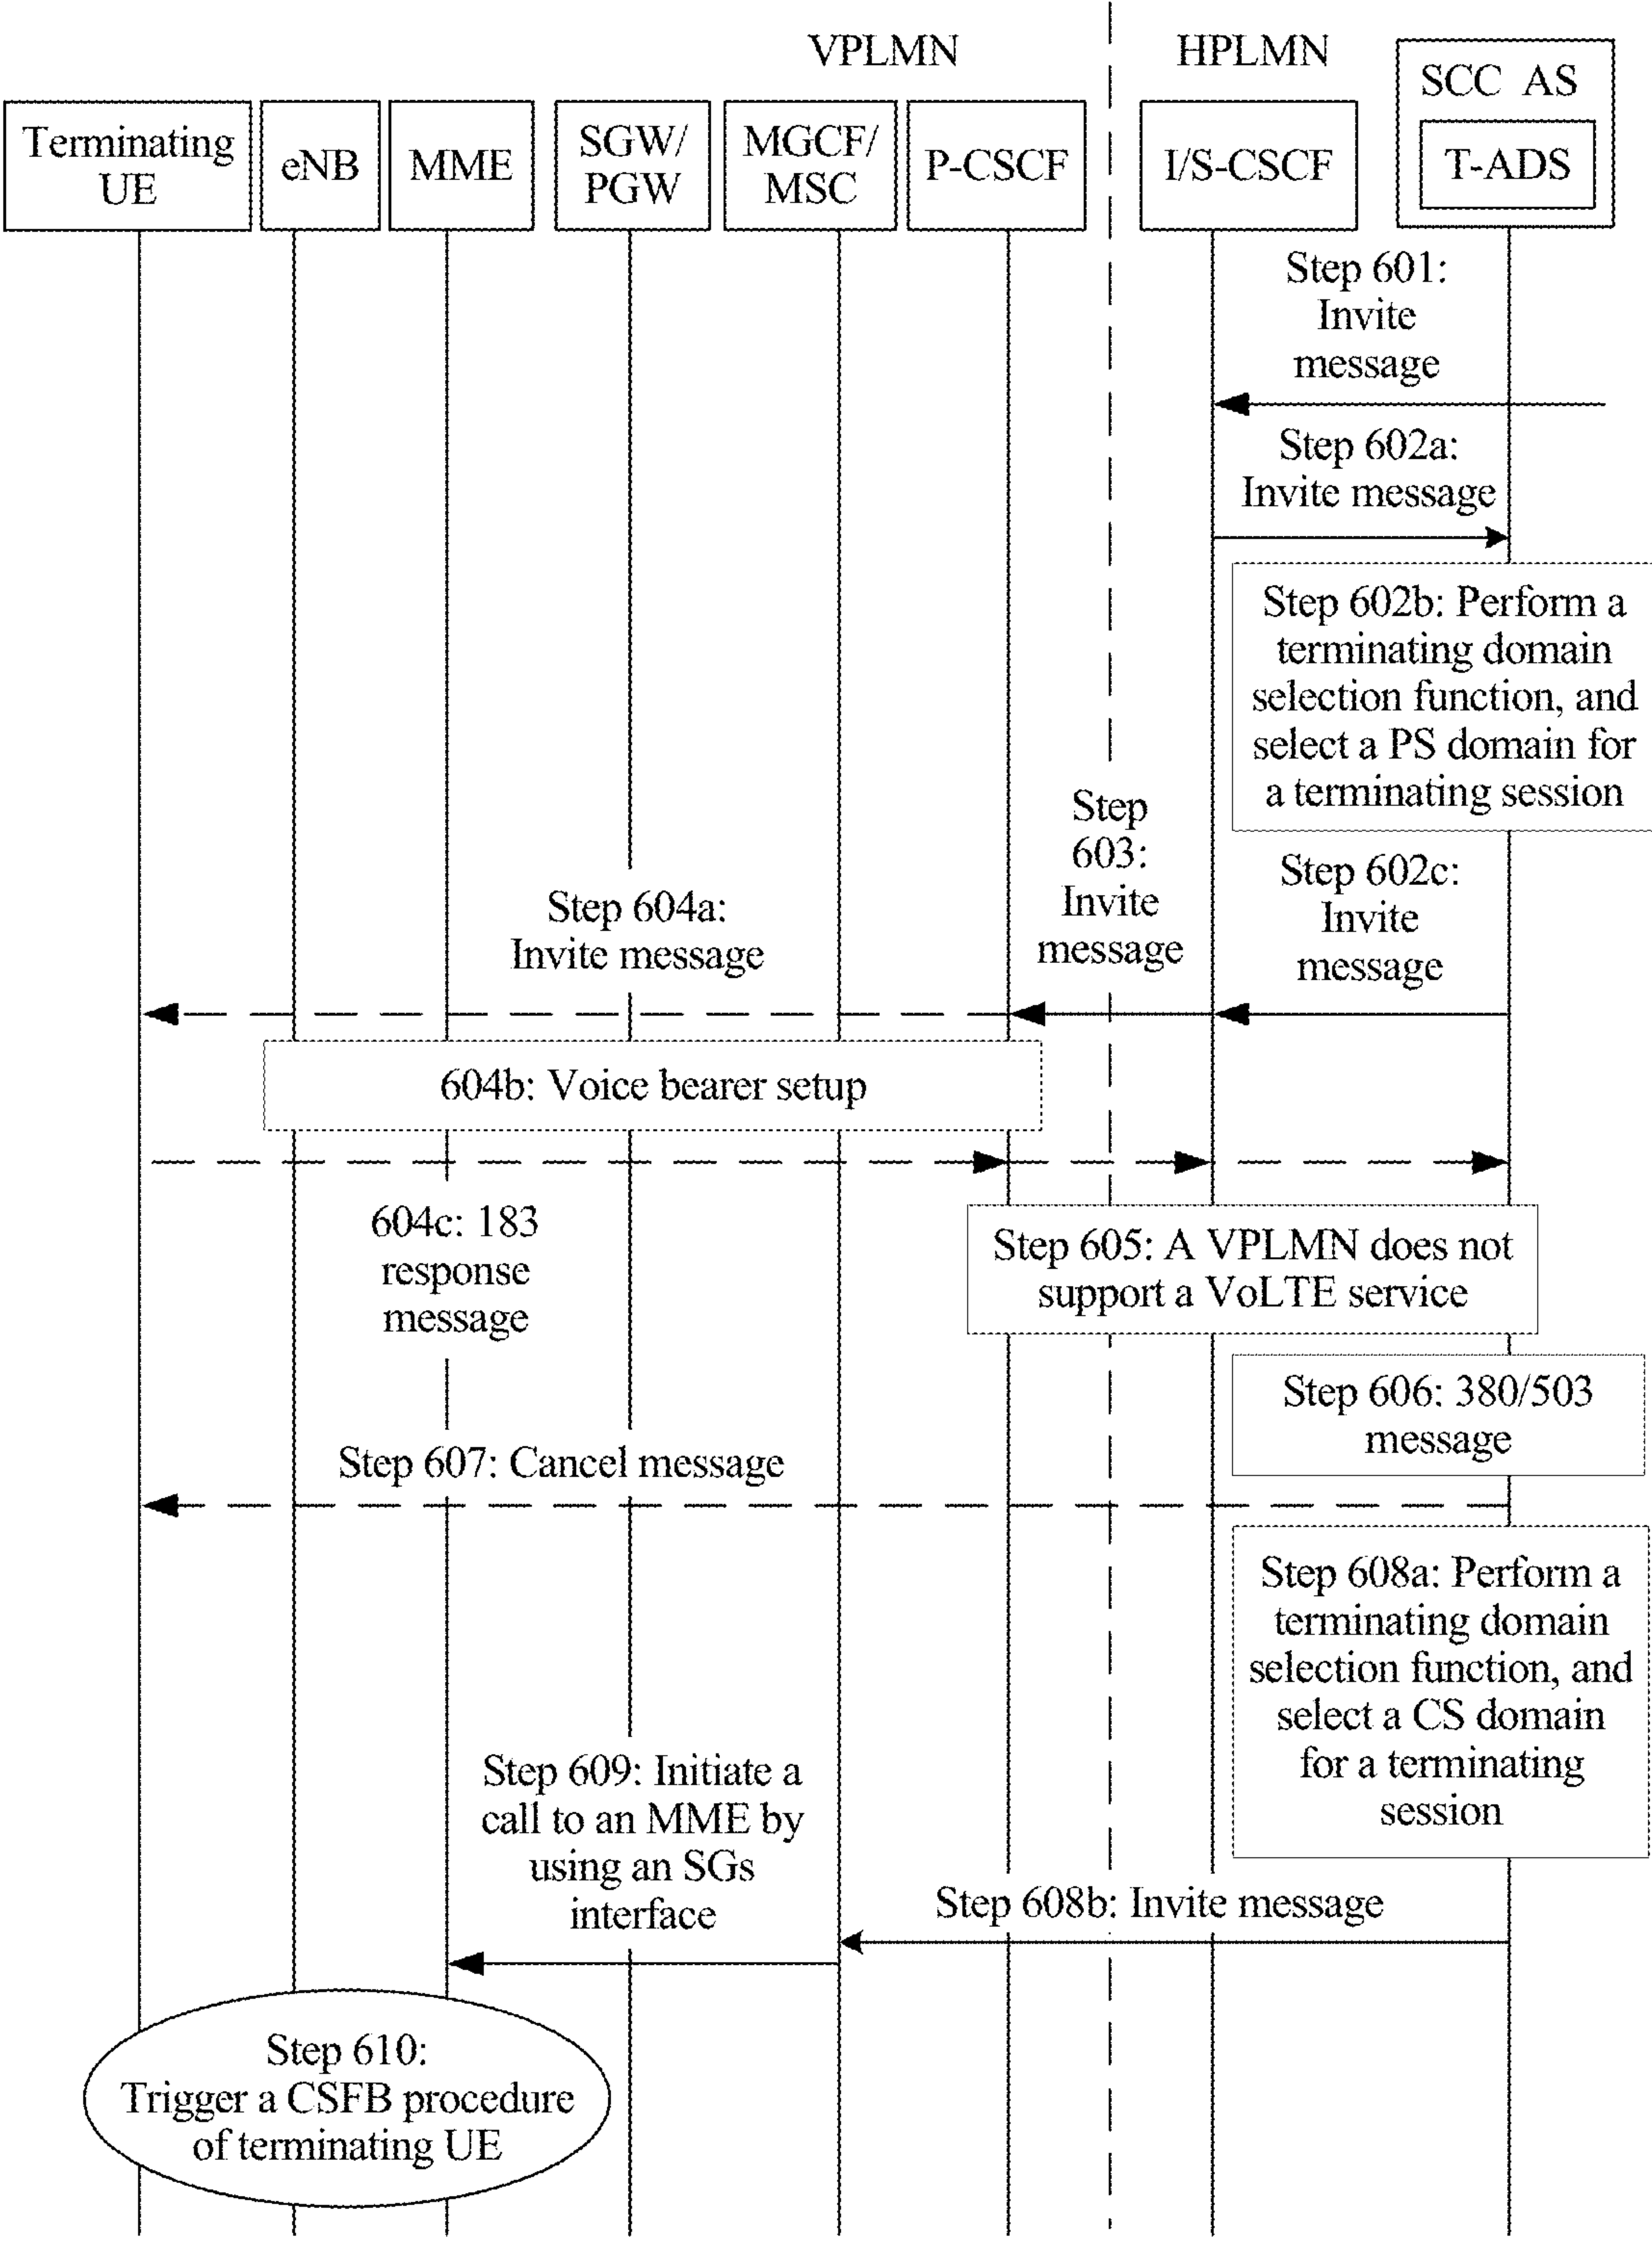 VPLMN
HPLMN
SCC AS
T-ADS
Terminating
UE
eNB
MME
SGW/
PGW
MGCF/
MSC
P-CSCF
I/S-CSCF
Step 601:
Invite
message
Step 602a:
Invite message
Step 602b: Perform a
terminating domain
selection function, and
select a PS domain for
a terminating session
Step
603:
Invite
message
Step 602c:
Invite
message
Step 604a:
Invite message
604b: Voice bearer setup
604c: 183
response
message
Step 605: A VPLMN does not
support a VoLTE service
Step 606: 380/503
message
Step 607: Cancel message
Step 608a: Perform a
terminating domain
selection function, and
select a CS domain
for a terminating
session
Step 609: Initiate a
call to an MME by
using an SGs
interface
Step 608b: Invite message
Step 610:
Trigger a CSFB procedure
of terminating UE